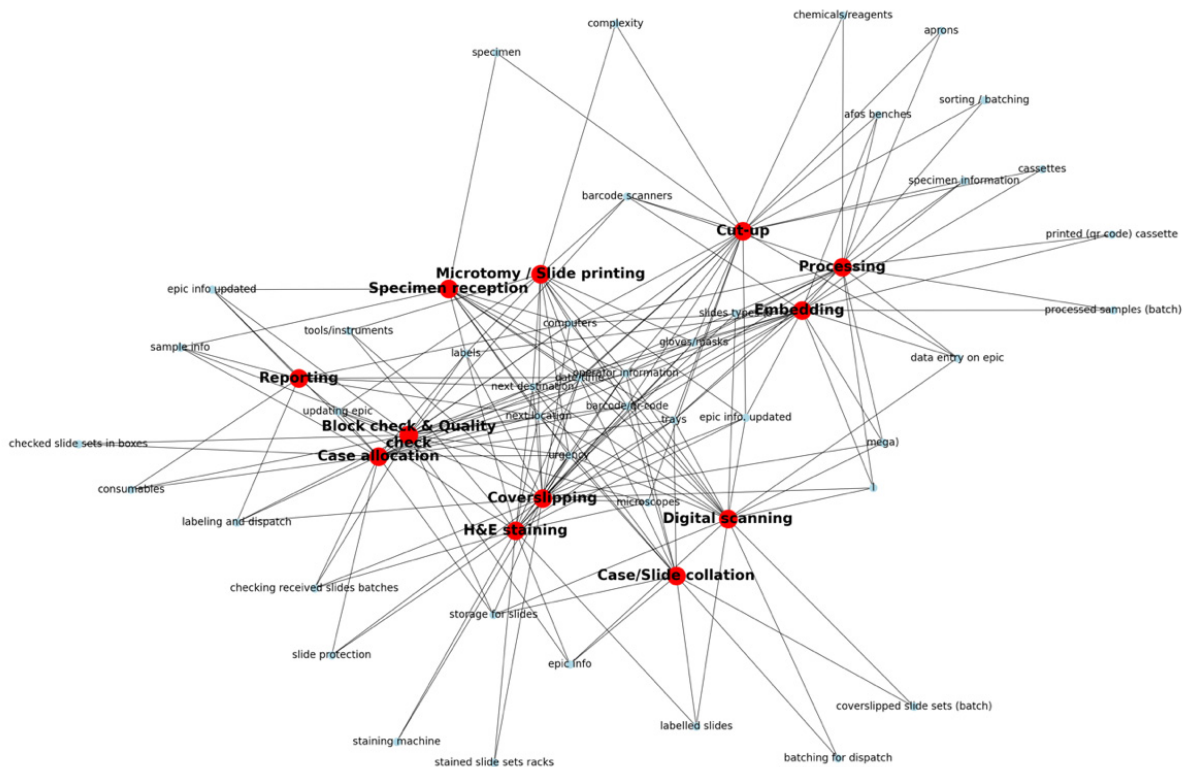 chemicals/reagents
complexity
aprons
specimen
sorting / batching
afos benches
cassettes
specimen information
barcode scanners
Cut-up
printed (qr code) cassette
Processing
Microtomy / Slide printing
Specimen reception
epic info updated
Embedding
slides types
processed samples (batch)
computers
tools/instruments
gloves/masks
sample info
labels
data entry on epic
operator information
Reporting
date/time
next destination
barcode/qr code
updating epic
next location
trays
epic info. updated
Block check & Quality
check
checked slide sets in boxes
mega)
Case allocation
urgency
consumables
)
Coverslipping
microscopes
labeling and dispatch
Digital scanning
H&E staining
Case/Slide collation
checking received slides batches
storage for slides
slide protection
epic info
coverslipped slide sets (batch)
labelled slides
staining machine
batching for dispatch
stained slide sets racks